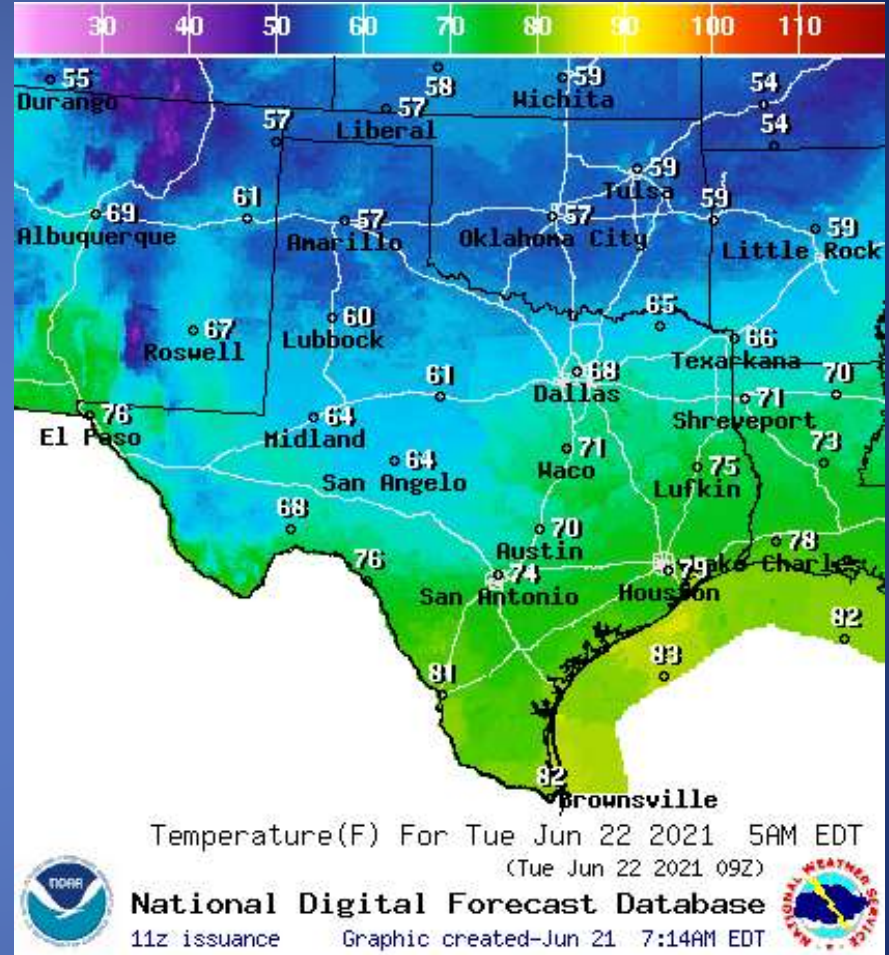 30 40 50 60 70 80 90 100 110
55
Durango
58
59
Wichita
54
57
Liberal
57
54
59
Tulsa
69
Albuquerque
61
57
Amarillo
57
Oklahoma City
59
59
Little Rock
67
Roswell
60
Lubbock
65
66
Texarkana
68
Dallas
61
70
71
Shreveport
76
El Paso
64
Midland
64
San Angelo
71
Waco
75
Lufkin
73
68
70
Austin
78
Lake Charles
76
74
San Antonio
79
Houston
82
81
83
82
Brownsville
Temperature(F) For Tue Jun 22 2021 5AM EDT
(Tue Jun 22 2021 09Z)
NOAA
National Digital Forecast Database
11z issuance Graphic created-Jun 21 7:14AM EDT
NATIONAL WEATHER SERVICE